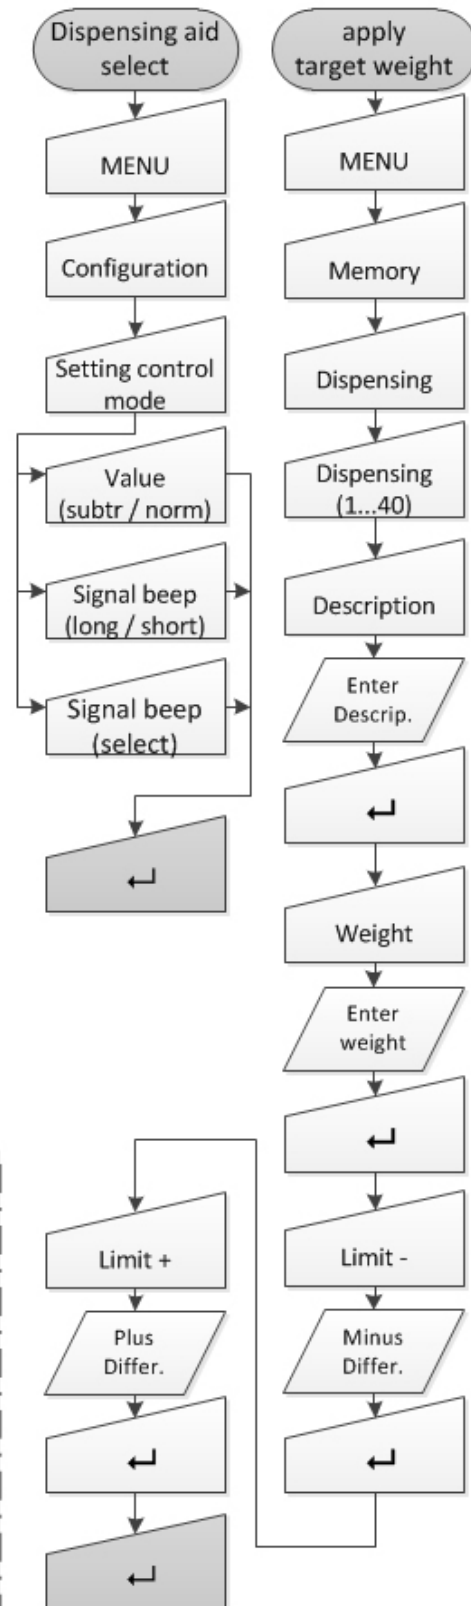 Dispensing aid
select
MENU
Configuration
Setting control
mode
Value
(subtr / norm)
Signal beep
(long / short)
Signal beep
(select)
↵
apply
target weight
MENU
Memory
Dispensing
Dispensing
(1...40)
Description
Enter
Descrip.
↵
Weight
Enter
weight
↵
Limit -
Minus
Differ.
↵
Limit +
Plus
Differ.
↵
↵